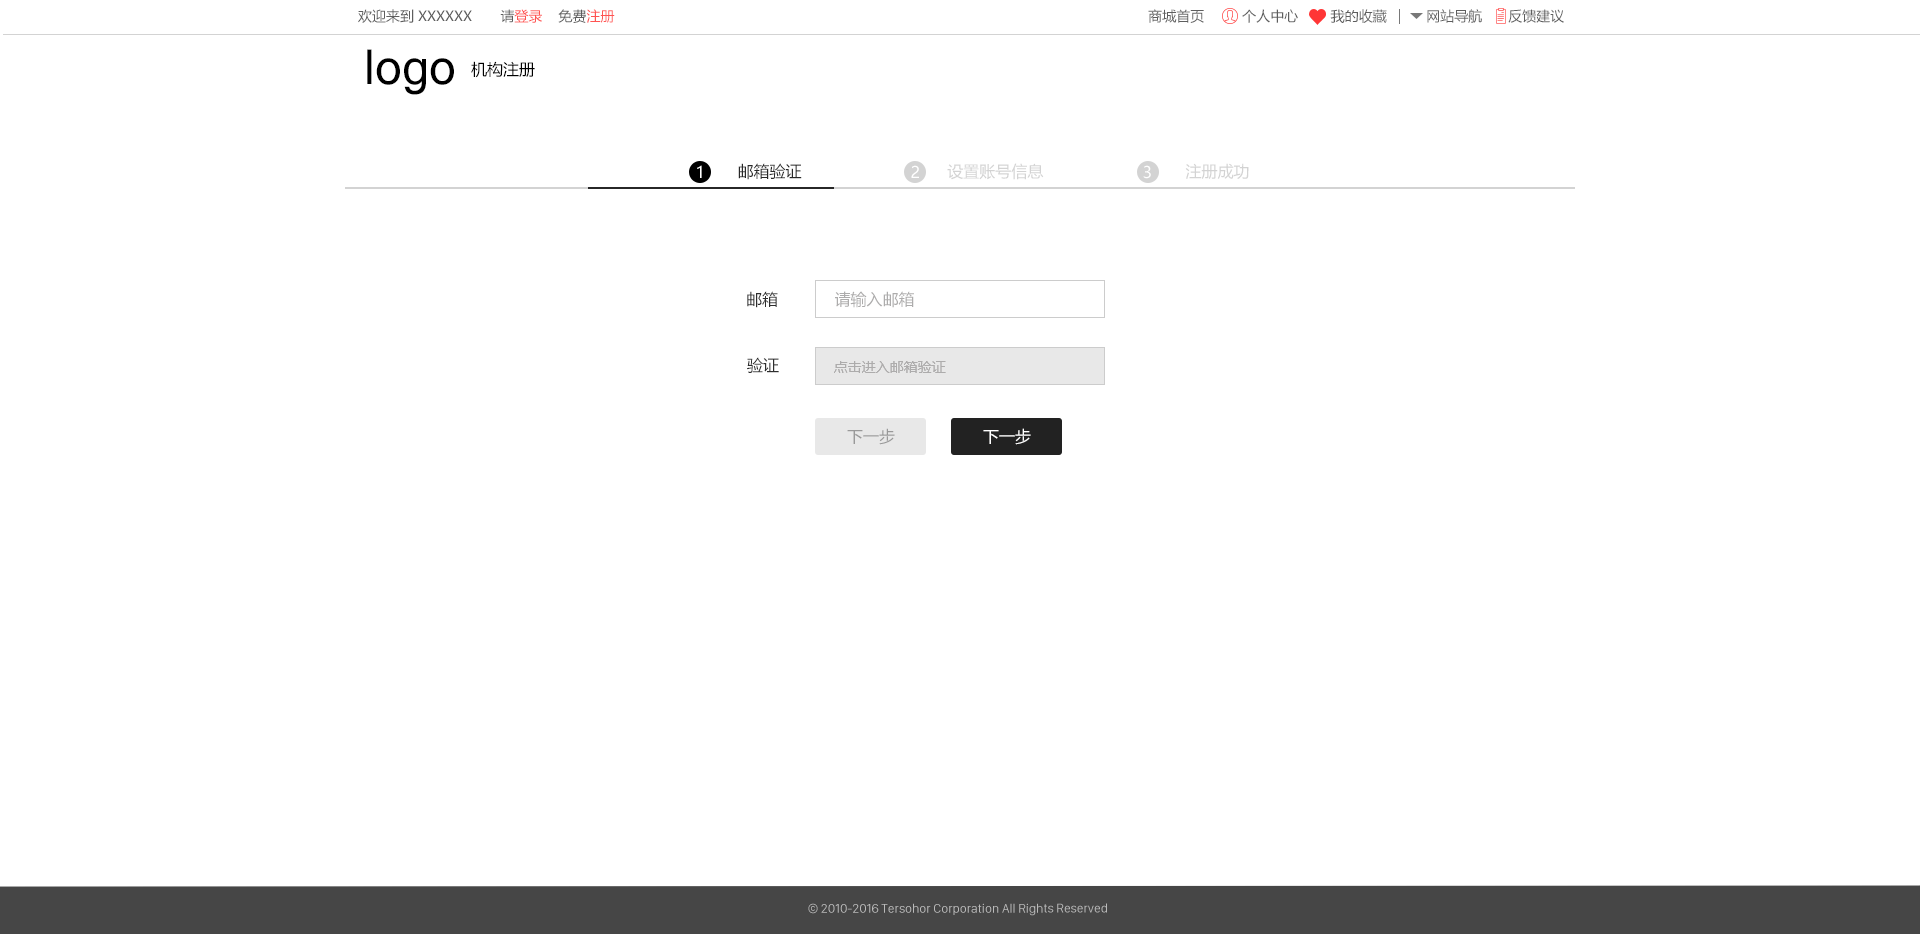 欢迎来到 XXXXXX 请登录 免费注册 商城首页 个人中心 我的收藏 网站导航 反馈建议
logo 机构注册
1 邮箱验证 2 设置账号信息 3 注册成功
邮箱 请输入邮箱
验证 点击进入邮箱验证
下一步 下一步
© 2010-2016 Tersohor Corporation All Rights Reserved